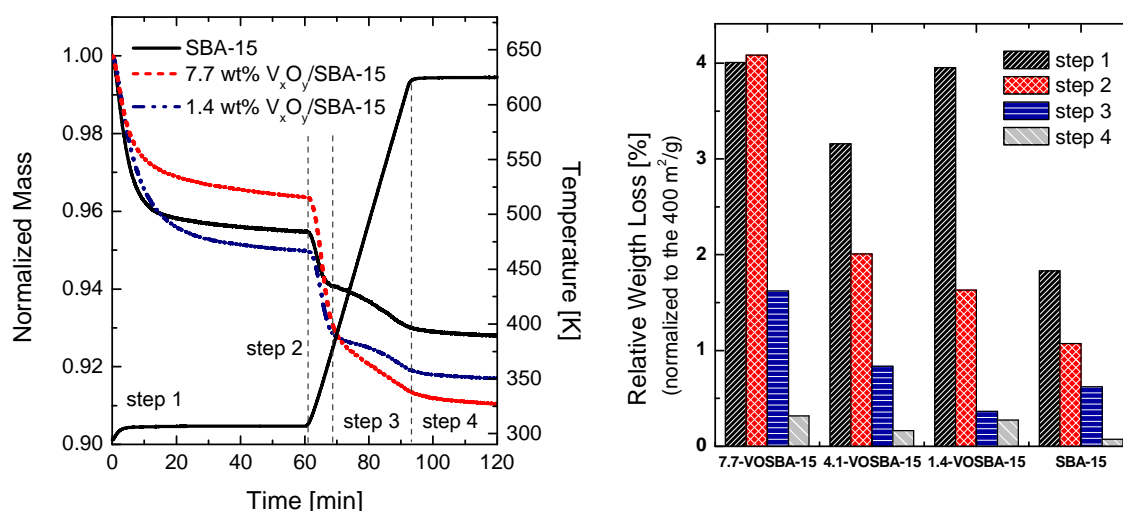 SBA-15
7.7 wt% VxOy/SBA-15
1.4 wt% VxOy/SBA-15
1.00
0.98
0.96
0.94
0.92
0.90
Normalized Mass
step 1
step 2
step 3
step 4
650
600
550
500
450
400
350
300
Temperature [K]
0 20 40 60 80 100 120
Time [min]
Relative Weigth Loss [%]
(normalized to the 400 m²/g)
4
2
0
step 1
step 2
step 3
step 4
7.7-VOSBA-15 4.1-VOSBA-15 1.4-VOSBA-15 SBA-15